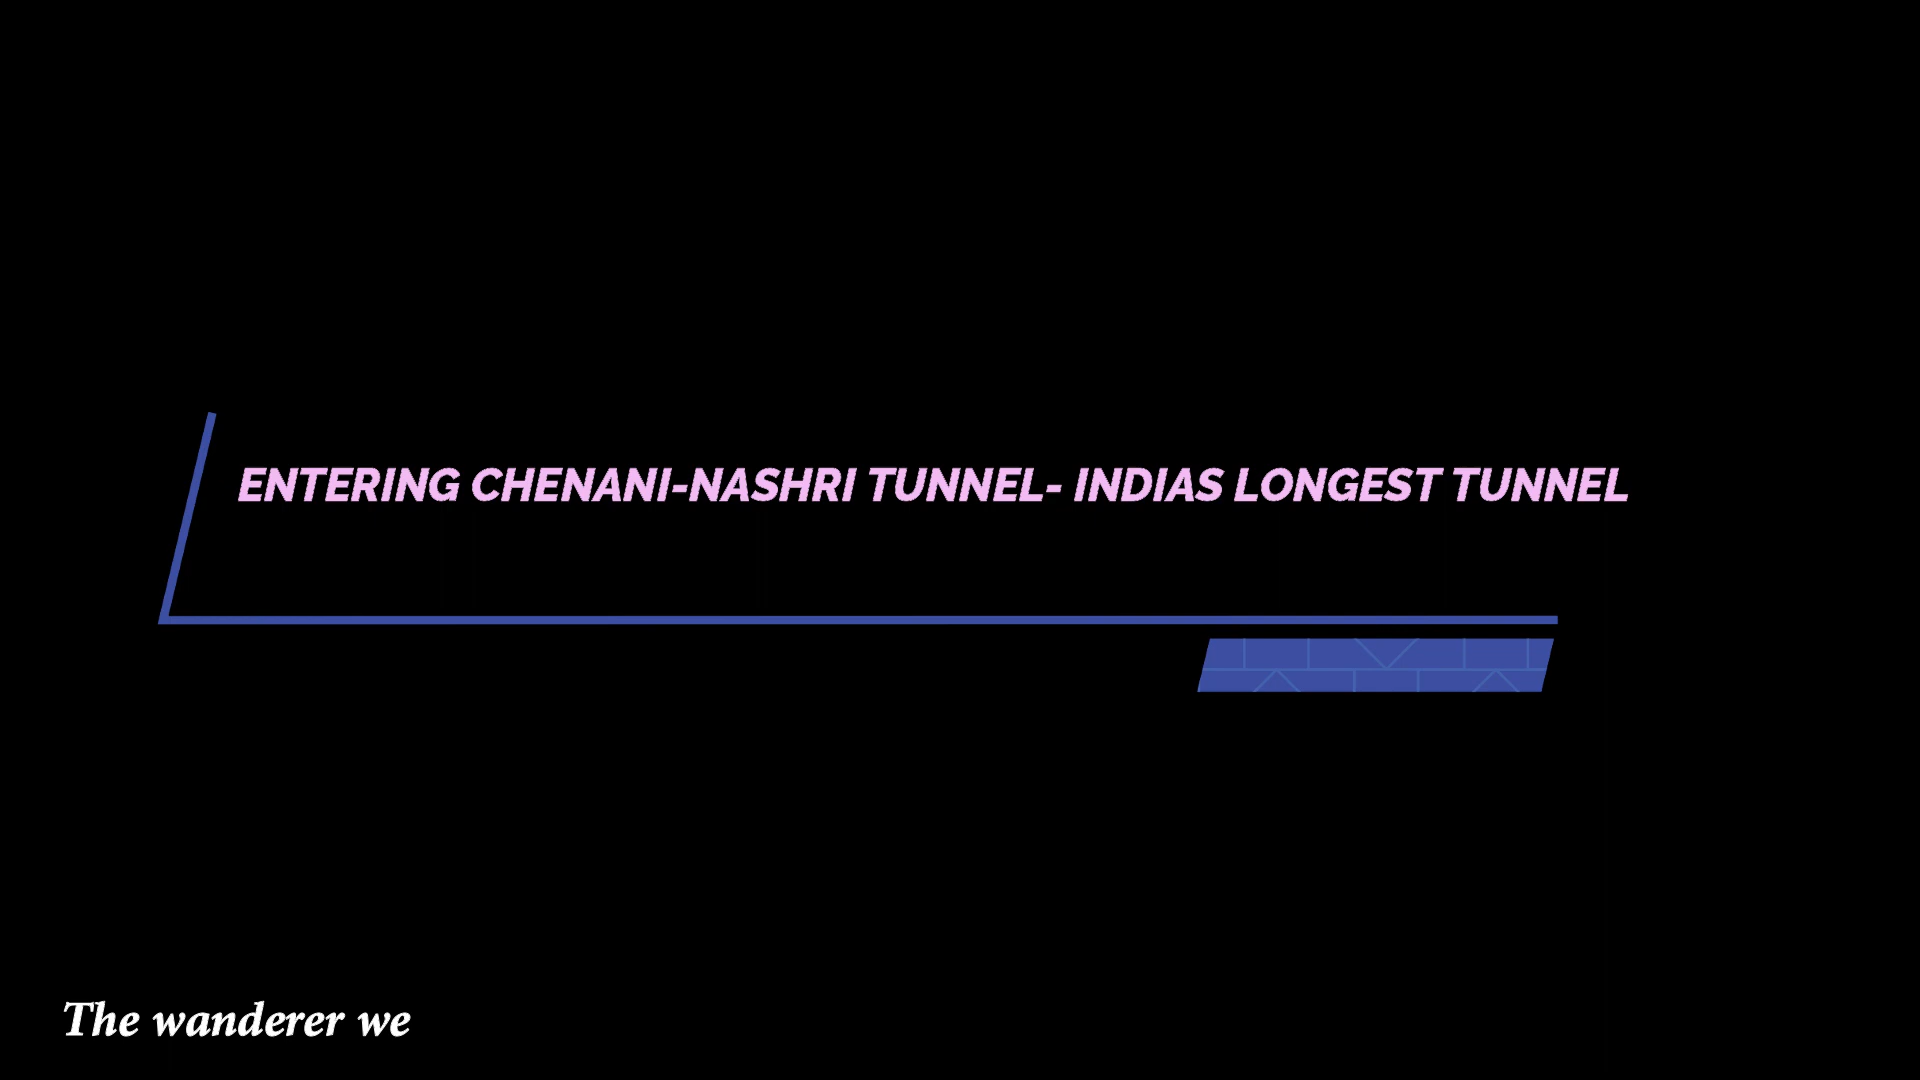 ENTERING CHENANI-NASHRI TUNNEL- INDIAS LONGEST TUNNEL
The wanderer we